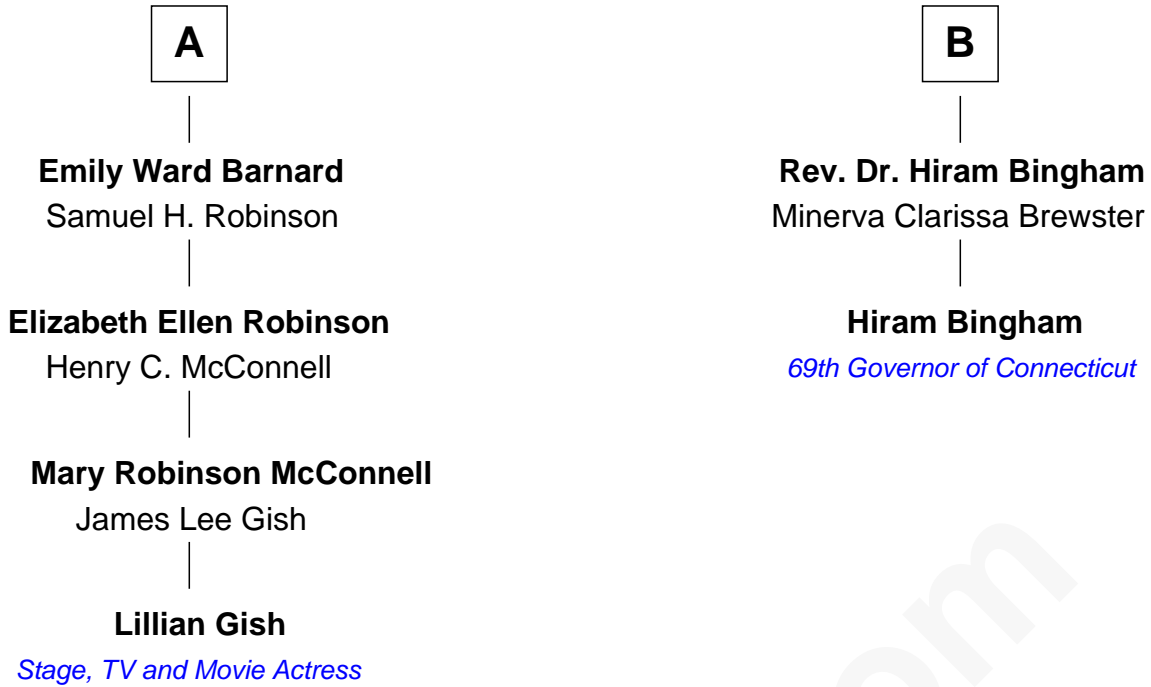 A
Emily Ward Barnard
Samuel H. Robinson
Elizabeth Ellen Robinson
Henry C. McConnell
Mary Robinson McConnell
James Lee Gish
Lillian Gish
Stage, TV and Movie Actress
B
Rev. Dr. Hiram Bingham
Minerva Clarissa Brewster
Hiram Bingham
69th Governor of Connecticut
om